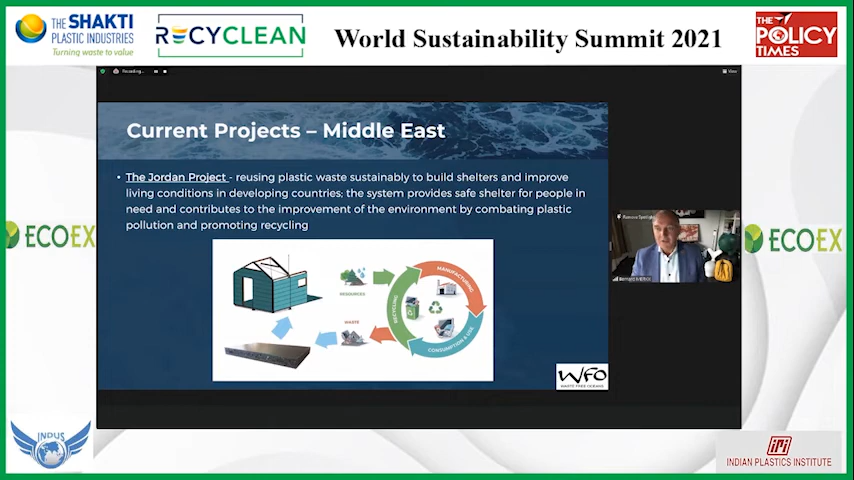 THE SHAKTI
PLASTIC INDUSTRIES
Turning waste to value
RECYCLEAN
World Sustainability Summit 2021
THE
POLICY
TIMES
Recording...
View
Current Projects – Middle East
• The Jordan Project - reusing plastic waste sustainably to build shelters and improve
living conditions in developing countries; the system provides safe shelter for people in
need and contributes to the improvement of the environment by combating plastic
pollution and promoting recycling
RESOURCES
WASTE
RECYCLING
MANUFACTURING
CONSUMPTION & USE
WFO
WASTE FREE OCEANS
ECOEX
ECOEX
INDUS
INDIAN PLASTICS INSTITUTE